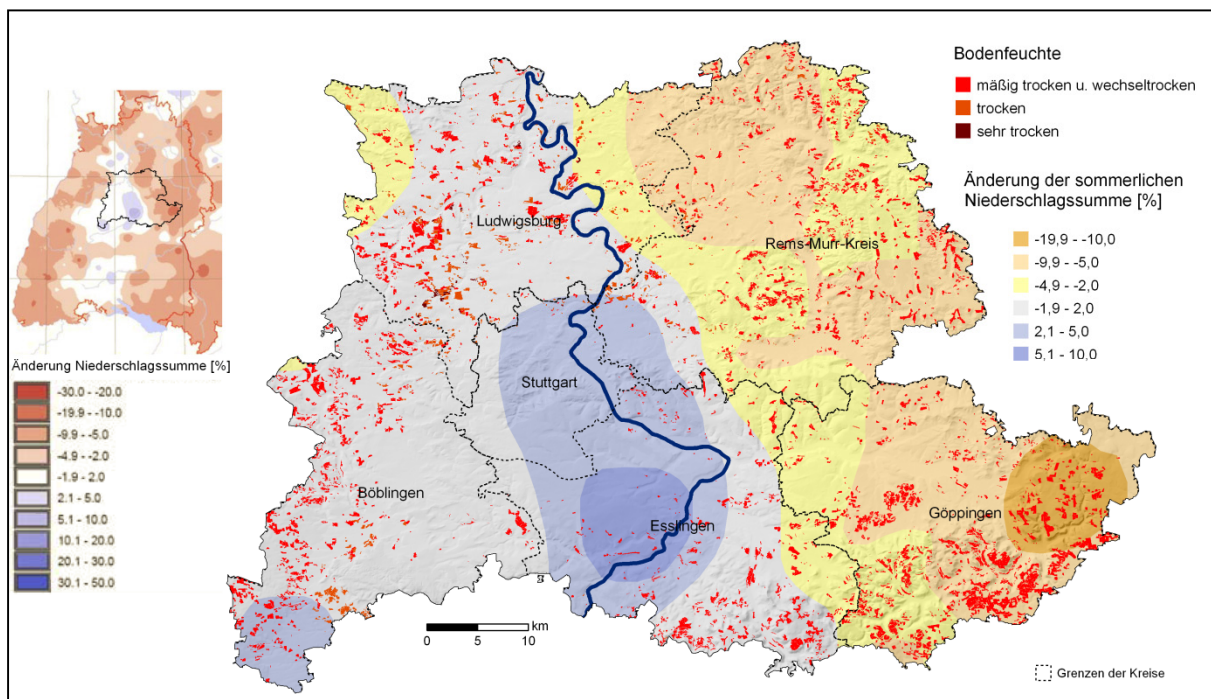 Bodenfeuchte
mäßig trocken u. wechseltrocken
trocken
sehr trocken
Änderung der sommerlichen
Niederschlagssumme [%]
-19,9 - -10,0
-9,9 - -5,0
-4,9 - -2,0
-1,9 - 2,0
2,1 - 5,0
5,1 - 10,0
Ludwigsburg
Rems-Murr-Kreis
Stuttgart
Böblingen
Esslingen
Göppingen
Änderung Niederschlagssumme [%]
-30.0 - -20.0
-19.9 - -10.0
-9.9 - -5.0
-4.9 - -2.0
-1.9 - 2.0
2.1 - 5.0
5.1 - 10.0
10.1 - 20.0
20.1 - 30.0
30.1 - 50.0
km
0 5 10
Grenzen der Kreise